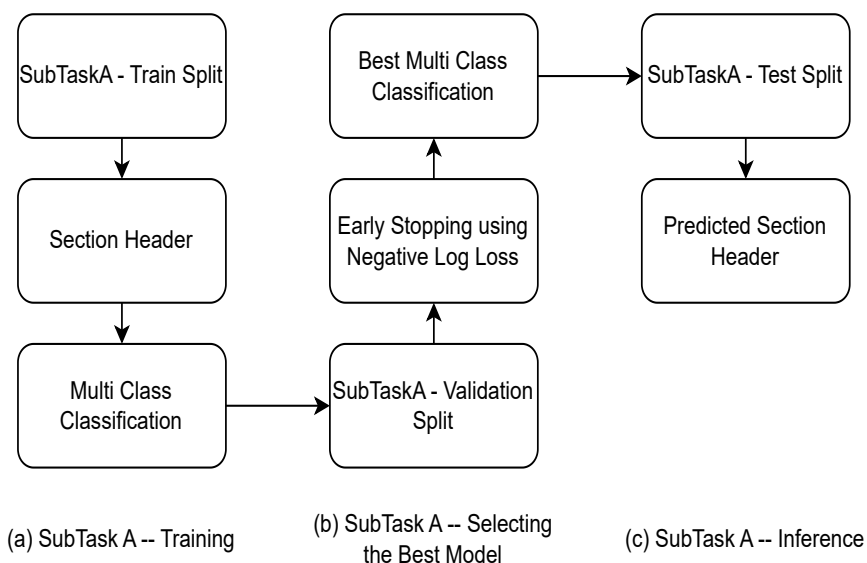 SubTaskA - Train Split
Section Header
Multi Class
Classification
(a) SubTask A -- Training
Best Multi Class
Classification
Early Stopping using
Negative Log Loss
SubTaskA - Validation
Split
(b) SubTask A -- Selecting
the Best Model
SubTaskA - Test Split
Predicted Section
Header
(c) SubTask A -- Inference